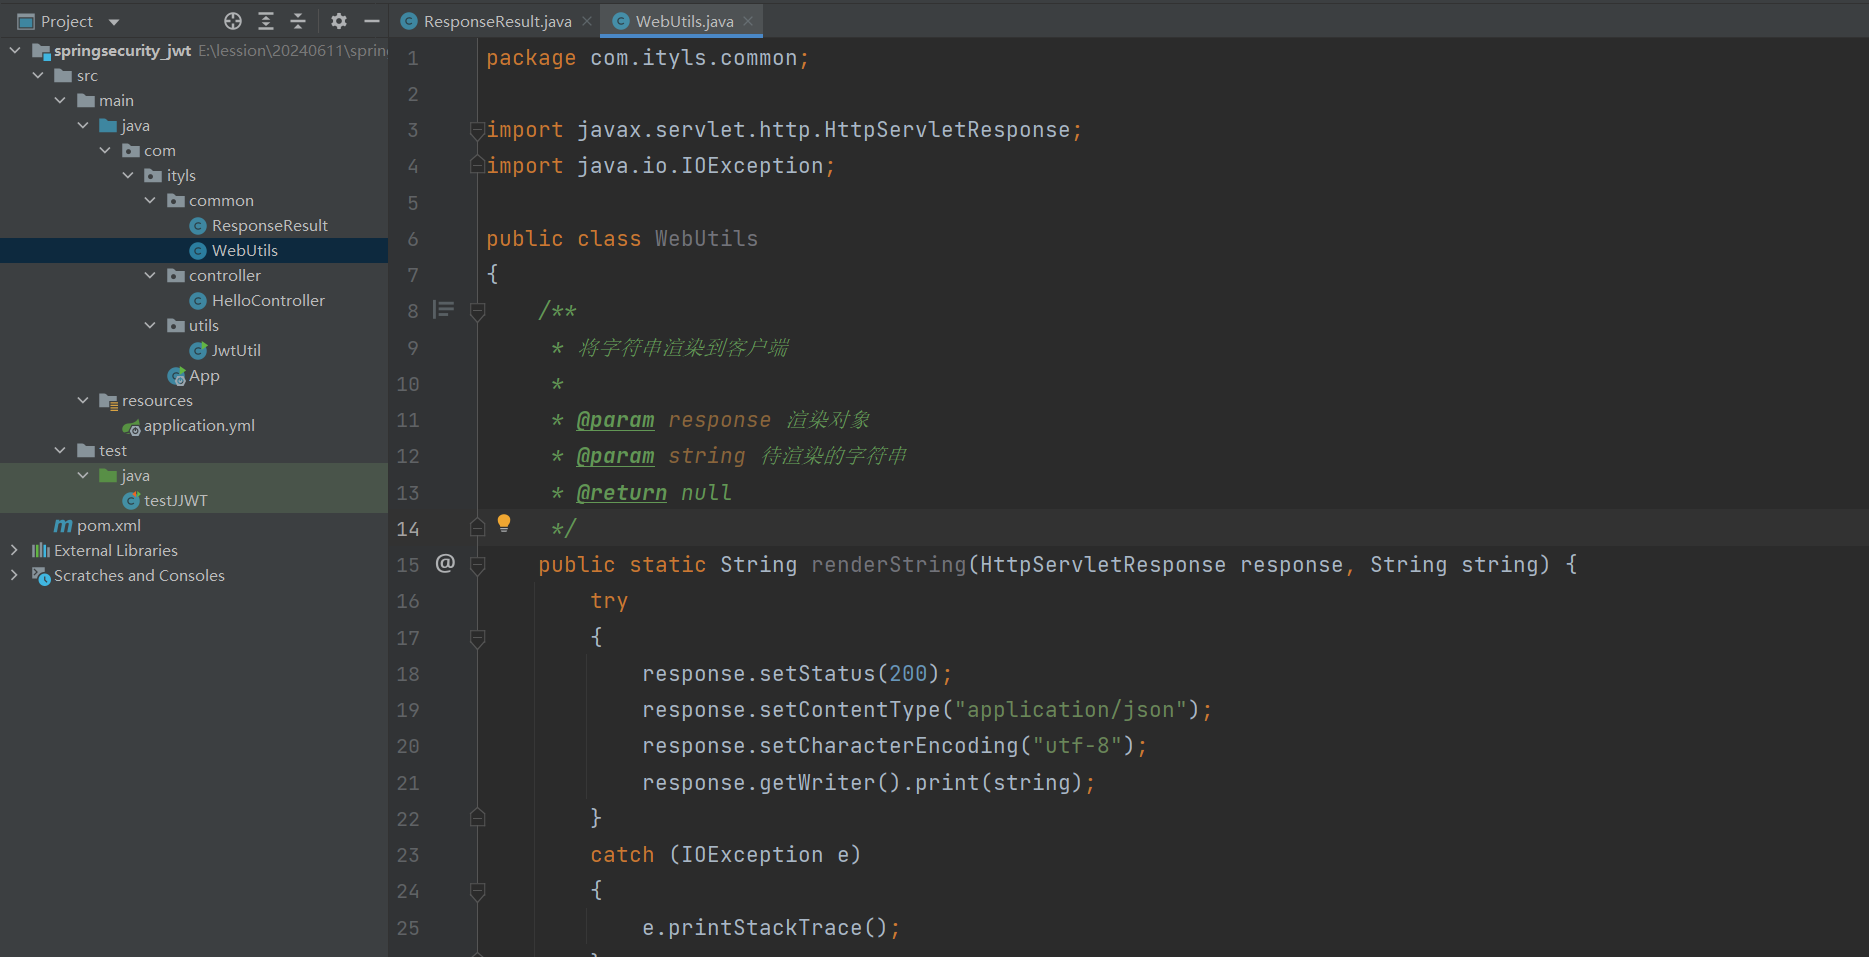 Project
springsecurity_jwt E:\lession\20240611\sprin
src
main
java
com
ityls
common
ResponseResult
WebUtils
controller
HelloController
utils
JwtUtil
App
resources
application.yml
test
java
testJJWT
pom.xml
External Libraries
Scratches and Consoles
ResponseResult.java
WebUtils.java
1 package com.ityls.common;
2
3 import javax.servlet.http.HttpServletResponse;
4 import java.io.IOException;
5
6 public class WebUtils
7 {
8 /**
9 * 将字符串渲染到客户端
10 *
11 * @param response 渲染对象
12 * @param string 待渲染的字符串
13 * @return null
14 */
15 @ public static String renderString(HttpServletResponse response, String string) {
16 try
17 {
18 response.setStatus(200);
19 response.setContentType("application/json");
20 response.setCharacterEncoding("utf-8");
21 response.getWriter().print(string);
22 }
23 catch (IOException e)
24 {
25 e.printStackTrace();